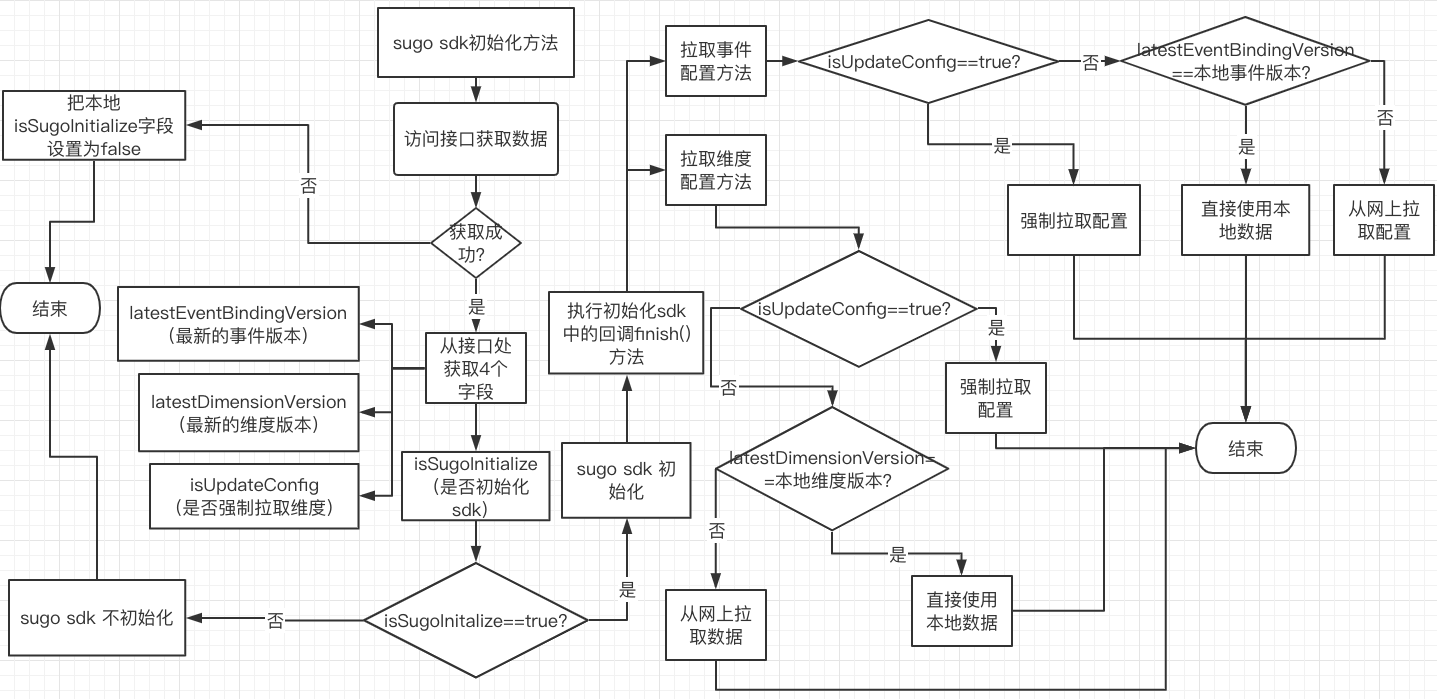 sugo sdk初始化方法
访问接口获取数据
获取成
功?
否
把本地
isSugoInitialize字段
设置为false
结束
是
从接口处
获取4个
字段
latestEventBindingVersion
（最新的事件版本）
latestDimensionVersion
（最新的维度版本）
isUpdateConfig
（是否强制拉取维度）
isSugoInitialize
（是否初始化
sdk）
isSugoInitalize==true?
否
sugo sdk 不初始化
是
sugo sdk 初
始化
执行初始化sdk
中的回调finish()
方法
拉取事件
配置方法
isUpdateConfig==true?
否
latestEventBindingVersion
==本地事件版本?
是
强制拉取配置
是
直接使用本
地数据
否
从网上拉
取配置
拉取维度
配置方法
isUpdateConfig==true?
是
强制拉取
配置
否
latestDimensionVersion=
=本地维度版本?
否
从网上拉
取数据
是
直接使用
本地数据
结束